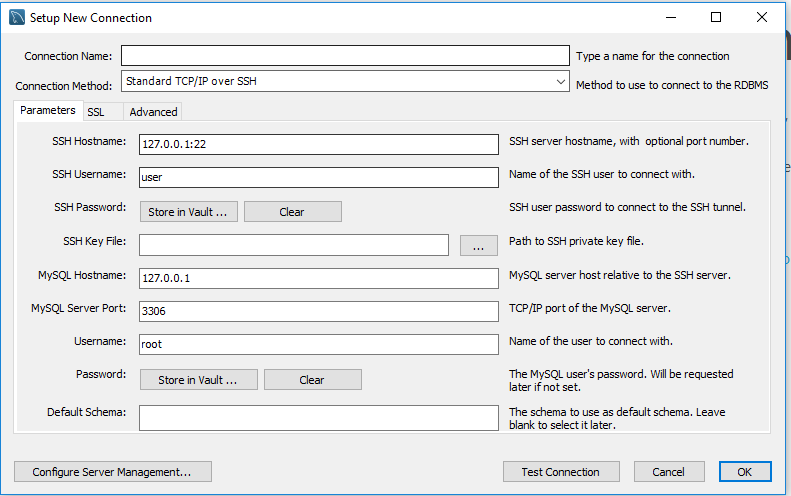 Setup New Connection
Connection Name: Type a name for the connection
Connection Method: Standard TCP/IP over SSH Method to use to connect to the RDBMS
Parameters SSL Advanced
SSH Hostname: 127.0.0.1:22 SSH server hostname, with optional port number.
SSH Username: user Name of the SSH user to connect with.
SSH Password: Store in Vault ... Clear SSH user password to connect to the SSH tunnel.
SSH Key File: ... Path to SSH private key file.
MySQL Hostname: 127.0.0.1 MySQL server host relative to the SSH server.
MySQL Server Port: 3306 TCP/IP port of the MySQL server.
Username: root Name of the user to connect with.
Password: Store in Vault ... Clear The MySQL user's password. Will be requested
later if not set.
Default Schema: The schema to use as default schema. Leave
blank to select it later.
Configure Server Management... Test Connection Cancel OK